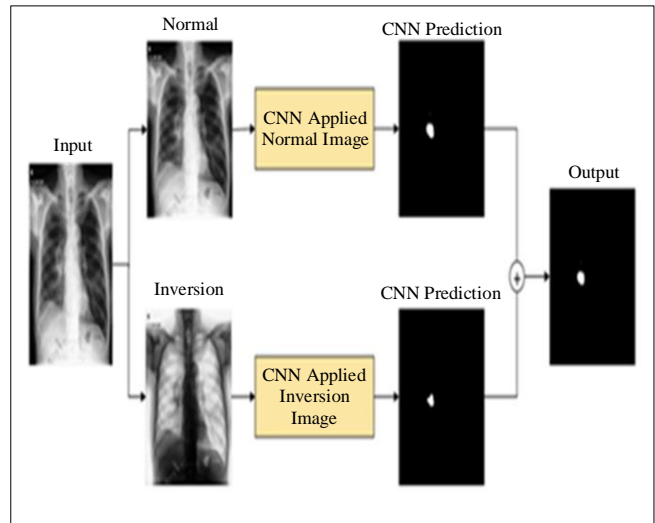 Normal
CNN Prediction
Input
CNN Applied
Normal Image
Output
Inversion
CNN Prediction
CNN Applied
Inversion
Image
+